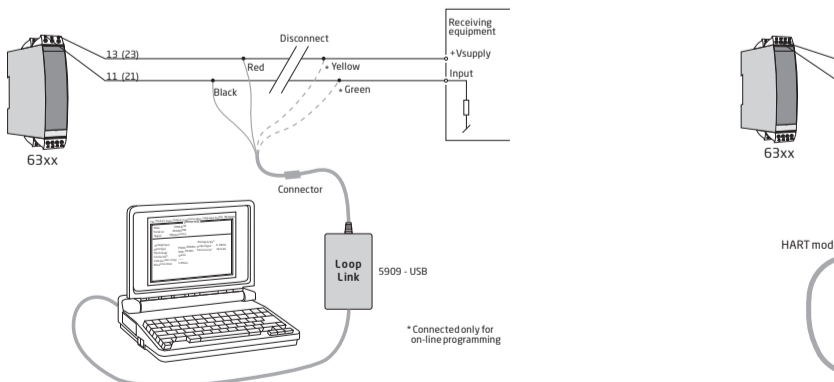 Receiving
equipment
Disconnect
13 (23)
+Vsupply
Red
* Yellow
11 (21)
Input
Black
* Green
63xx
63xx
Connector
HART mod
Loop
Link
5909 - USB
* Connected only for
on-line programming